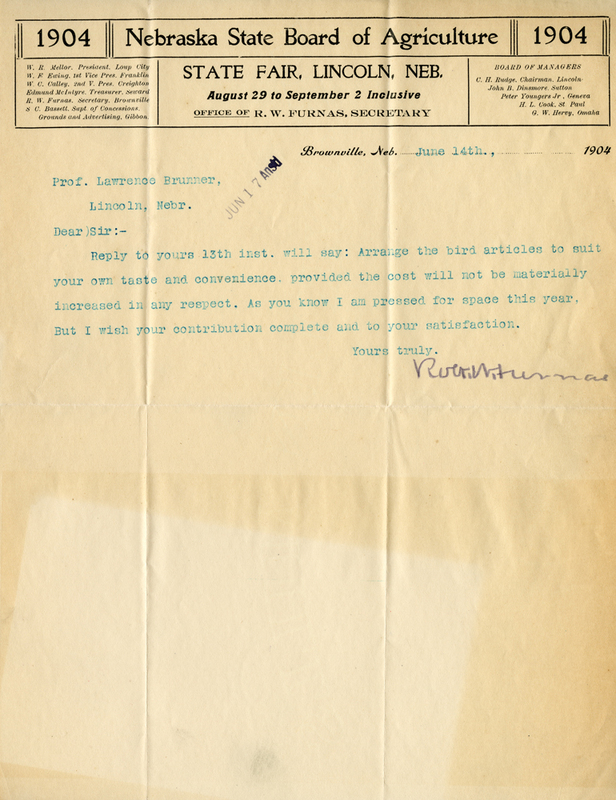 1904
Nebraska State Board of Agriculture
1904
W. R. Mellor, President, Loup City
W. F. Ewing, 1st Vice Pres. Franklin
W. C. Culley, 2nd V. Pres. Creighton
Edmund McIntyre, Treasurer, Seward
R. W. Furnas, Secretary, Brownville
S C. Bassett, Supt of Concessions,
Grounds and Advertising, Gibbon.
STATE FAIR, LINCOLN, NEB.
August 29 to September 2 Inclusive
OFFICE OF R. W. FURNAS, SECRETARY
BOARD OF MANAGERS
C. H. Rudge, Chairman, Lincoln
John B. Dinsmore, Sutton
Peter Youngers Jr, Geneva
H. L. Cook, St Paul
G. W. Hervy, Omaha
Brownville, Neb. June 14th., 1904
JUN 17 Ansd
Prof. Lawrence Brunner,
Lincoln, Nebr.
Dear)Sir:-
Reply to yours 13th inst. will say: Arrange the bird articles to suit
your own taste and convenience, provided the cost will not be materially
increased in any respect. As you know I am pressed for space this year,
But I wish your contribution complete and to your satisfaction.
Yours truly.
Robt W. Furnas